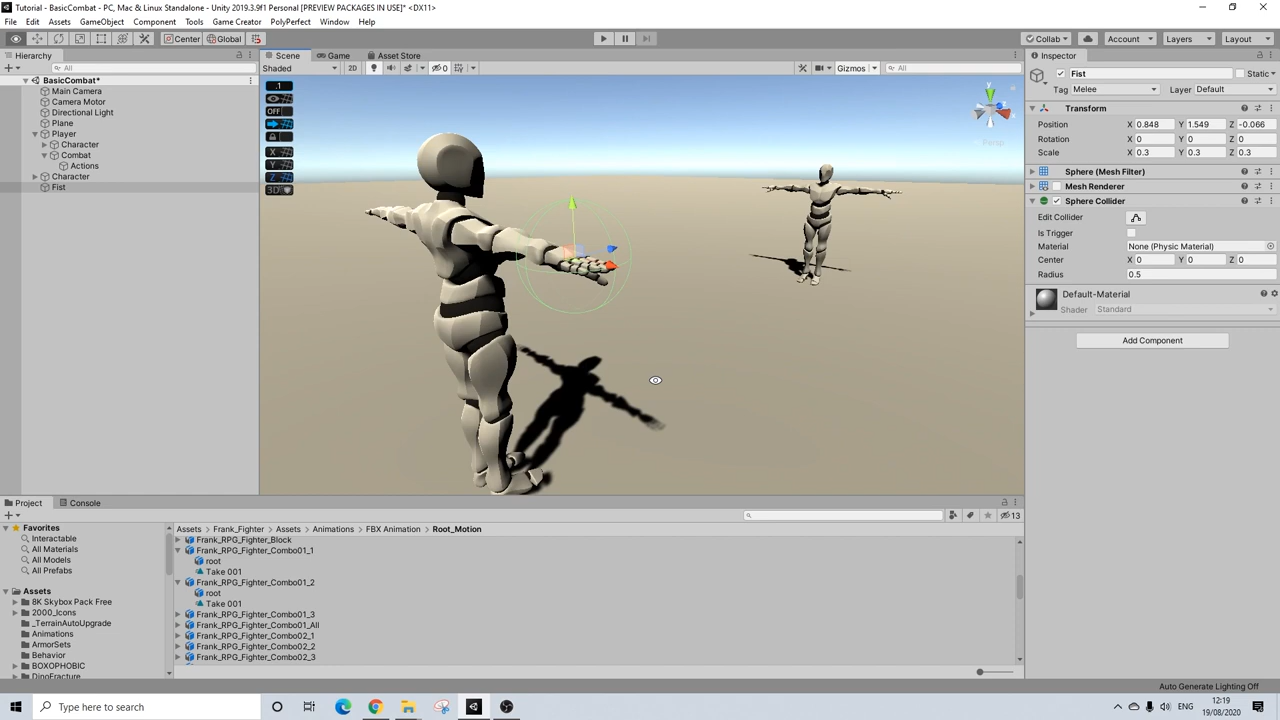 Tutorial - BasicCombat - PC, Mac & Linux Standalone - Unity 2019.3.9f1 Personal [PREVIEW PACKAGES IN USE]* <DX11>
File Edit Assets GameObject Component Tools Game Creator PolyPerfect Window Help
Center Global Collab Account Layers Layout
Hierarchy
All
BasicCombat*
Main Camera
Camera Motor
Directional Light
Plane
Player
Character
Combat
Actions
Character
Fist
Scene Game Asset Store
Shaded 2D 0 Gizmos All
.1
OFF
X
Y
Z
3D
y
Persp
Inspector
Fist Static
Tag Melee Layer Default
Transform
Position X 0.848 Y 1.549 Z -0.066
Rotation X 0 Y 0 Z 0
Scale X 0.3 Y 0.3 Z 0.3
Sphere (Mesh Filter)
Mesh Renderer
Sphere Collider
Edit Collider
Is Trigger
Material None (Physic Material)
Center X 0 Y 0 Z 0
Radius 0.5
Default-Material
Shader Standard
Add Component
Project Console
13
Favorites
Interactable
All Materials
All Models
All Prefabs
Assets
8K Skybox Pack Free
2000_Icons
_TerrainAutoUpgrade
Animations
ArmorSets
Behavior
BOXOPHOBIC
DinoFracture
Assets > Frank_Fighter > Assets > Animations > FBX Animation > Root_Motion
Frank_RPG_Fighter_Block
Frank_RPG_Fighter_Combo01_1
root
Take 001
Frank_RPG_Fighter_Combo01_2
root
Take 001
Frank_RPG_Fighter_Combo01_3
Frank_RPG_Fighter_Combo01_All
Frank_RPG_Fighter_Combo02_1
Frank_RPG_Fighter_Combo02_2
Frank_RPG_Fighter_Combo02_3
Auto Generate Lighting Off
Type here to search
ENG
12:19
19/08/2020